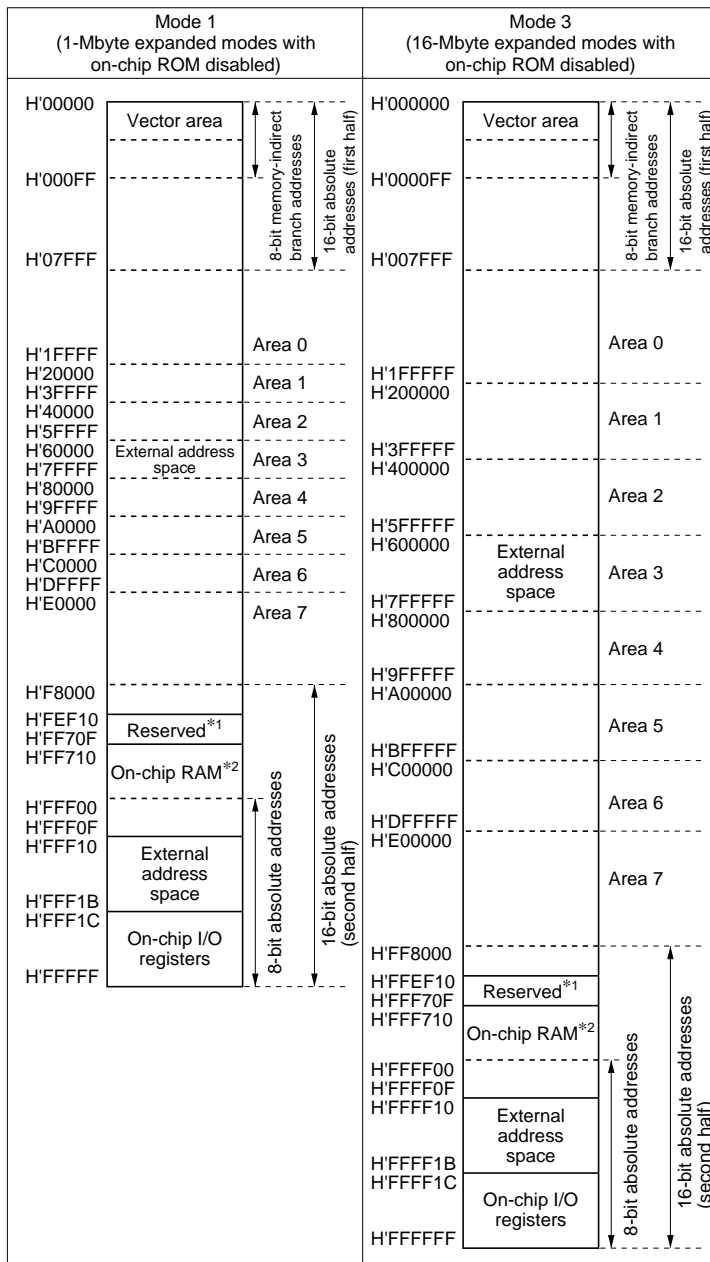 Mode 1
(1-Mbyte expanded modes with
on-chip ROM disabled)
H'00000
Vector area
H'000FF
8-bit memory-indirect
branch addresses
16-bit absolute
addresses (first half)
H'07FFF
Area 0
H'1FFFF
H'20000
Area 1
H'3FFFF
H'40000
Area 2
H'5FFFF
H'60000
External address
space
Area 3
H'7FFFF
H'80000
Area 4
H'9FFFF
H'A0000
Area 5
H'BFFFF
H'C0000
Area 6
H'DFFFF
H'E0000
Area 7
H'F8000
H'FEF10
Reserved*1
H'FF70F
H'FF710
On-chip RAM*2
H'FFF00
H'FFF0F
H'FFF10
External
address
space
H'FFF1B
H'FFF1C
On-chip I/O
registers
H'FFFFF
8-bit absolute addresses
16-bit absolute addresses
(second half)
Mode 3
(16-Mbyte expanded modes with
on-chip ROM disabled)
H'000000
Vector area
H'0000FF
8-bit memory-indirect
branch addresses
16-bit absolute
addresses (first half)
H'007FFF
Area 0
H'1FFFFF
H'200000
Area 1
H'3FFFFF
H'400000
Area 2
H'5FFFFF
H'600000
External
address
space
Area 3
H'7FFFFF
H'800000
Area 4
H'9FFFFF
H'A00000
Area 5
H'BFFFFF
H'C00000
Area 6
H'DFFFFF
H'E00000
Area 7
H'FF8000
H'FFEF10
Reserved*1
H'FFF70F
H'FFF710
On-chip RAM*2
H'FFFF00
H'FFFF0F
H'FFFF10
External
address
space
H'FFFF1B
H'FFFF1C
On-chip I/O
registers
H'FFFFFF
8-bit absolute addresses
16-bit absolute addresses
(second half)